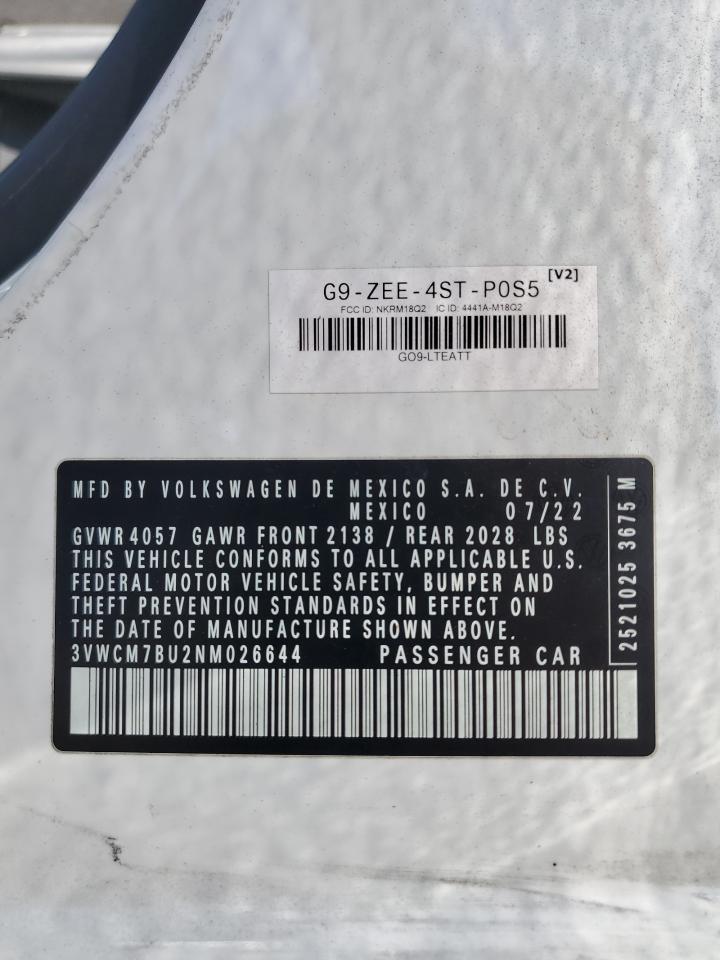 G9-ZEE-4ST-P0S5 [V2]
FCC ID: NKRM18Q2 IC ID: 4441A-M18Q2
GO9-LTEATT
MFD BY VOLKSWAGEN DE MEXICO S.A. DE C.V.
MEXICO 07/22
GVWR 4057 GAWR FRONT 2138 / REAR 2028 LBS
THIS VEHICLE CONFORMS TO ALL APPLICABLE U.S.
FEDERAL MOTOR VEHICLE SAFETY, BUMPER AND
THEFT PREVENTION STANDARDS IN EFFECT ON
THE DATE OF MANUFACTURE SHOWN ABOVE.
3VWCM7BU2NM026644 PASSENGER CAR
2521025 3675 M